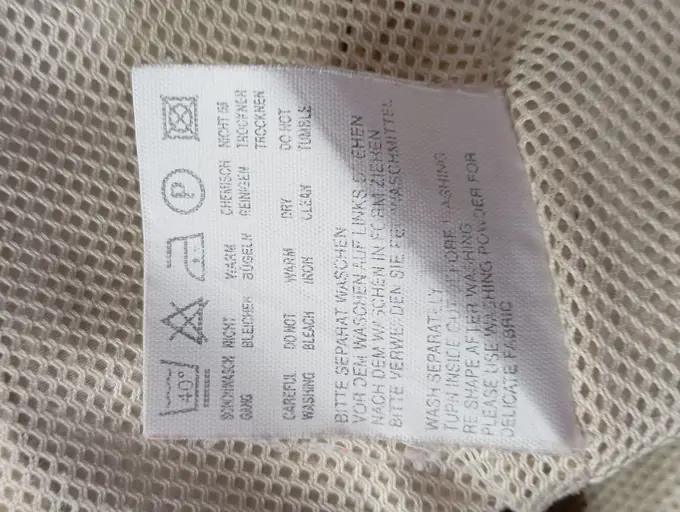 40° P
SCHONWASCH NICHT WARM CHEMISCH NICHT IM
GANG BLEICHEN BÜGELN REINIGEN TROCKNER
TROCKNEN
CAREFUL DO NOT WARM DRY DO NOT
WASHING BLEACH IRON CLEAN TUMBLE
BITTE SEPARAT WASCHEN
VOR DEM WASCHEN AUF LINKS
NACH DEM WASCHEN IN FORM ZIEHEN
BITTE VERWENDEN SIE WASCHMITTEL
WASH SEPARATELY
TURN INSIDE OUT BEFORE WASHING
RE SHAPE AFTER WASHING
PLEASE USE WASHING POWDER FOR
DELICATE FABRIC